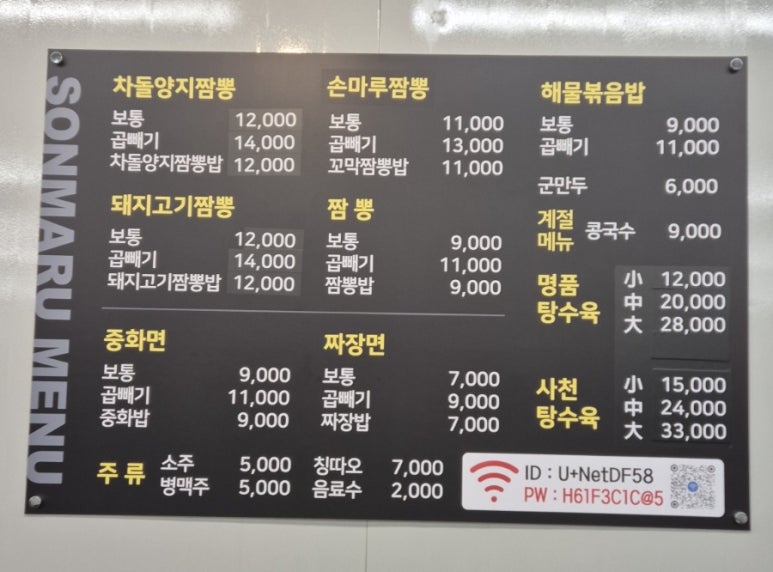 SONMARU MENU
차돌양지짬뽕
보통 12,000
곱빼기 14,000
차돌양지짬뽕밥 12,000
돼지고기짬뽕
보통 12,000
곱빼기 14,000
돼지고기짬뽕밥 12,000
손마루짬뽕
보통 11,000
곱빼기 13,000
꼬막짬뽕밥 11,000
짬 뽕
보통 9,000
곱빼기 11,000
짬뽕밥 9,000
중화면
보통 9,000
곱빼기 11,000
중화밥 9,000
짜장면
보통 7,000
곱빼기 9,000
짜장밥 7,000
주 류
소주 5,000
병맥주 5,000
칭따오 7,000
음료수 2,000
해물볶음밥
보통 9,000
곱빼기 11,000
군만두 6,000
계절
메뉴
콩국수 9,000
명품
탕수육
小 12,000
中 20,000
大 28,000
사천
탕수육
小 15,000
中 24,000
大 33,000
ID : U+NetDF58
PW : H61F3C1C@5